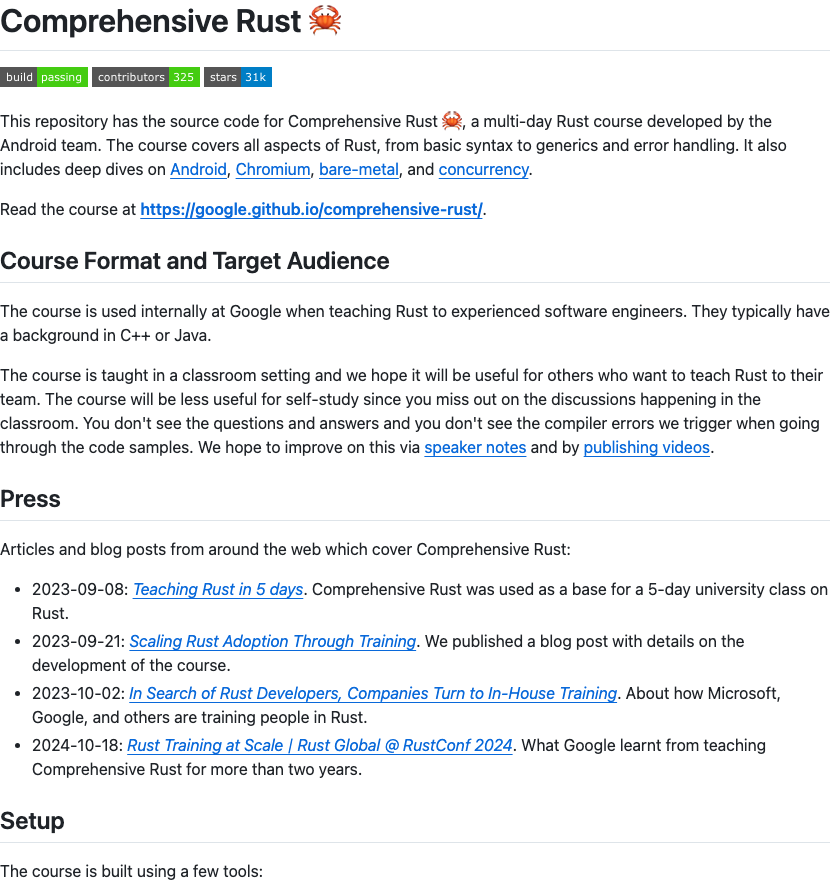 Comprehensive Rust 🦀
build passing contributors 325 stars 31k
This repository has the source code for Comprehensive Rust 🦀, a multi-day Rust course developed by the
Android team. The course covers all aspects of Rust, from basic syntax to generics and error handling. It also
includes deep dives on Android, Chromium, bare-metal, and concurrency.
Read the course at https://google.github.io/comprehensive-rust/.
Course Format and Target Audience
The course is used internally at Google when teaching Rust to experienced software engineers. They typically have
a background in C++ or Java.
The course is taught in a classroom setting and we hope it will be useful for others who want to teach Rust to their
team. The course will be less useful for self-study since you miss out on the discussions happening in the
classroom. You don't see the questions and answers and you don't see the compiler errors we trigger when going
through the code samples. We hope to improve on this via speaker notes and by publishing videos.
Press
Articles and blog posts from around the web which cover Comprehensive Rust:
• 2023-09-08: Teaching Rust in 5 days. Comprehensive Rust was used as a base for a 5-day university class on
Rust.
• 2023-09-21: Scaling Rust Adoption Through Training. We published a blog post with details on the
development of the course.
• 2023-10-02: In Search of Rust Developers, Companies Turn to In-House Training. About how Microsoft,
Google, and others are training people in Rust.
• 2024-10-18: Rust Training at Scale | Rust Global @ RustConf 2024. What Google learnt from teaching
Comprehensive Rust for more than two years.
Setup
The course is built using a few tools: